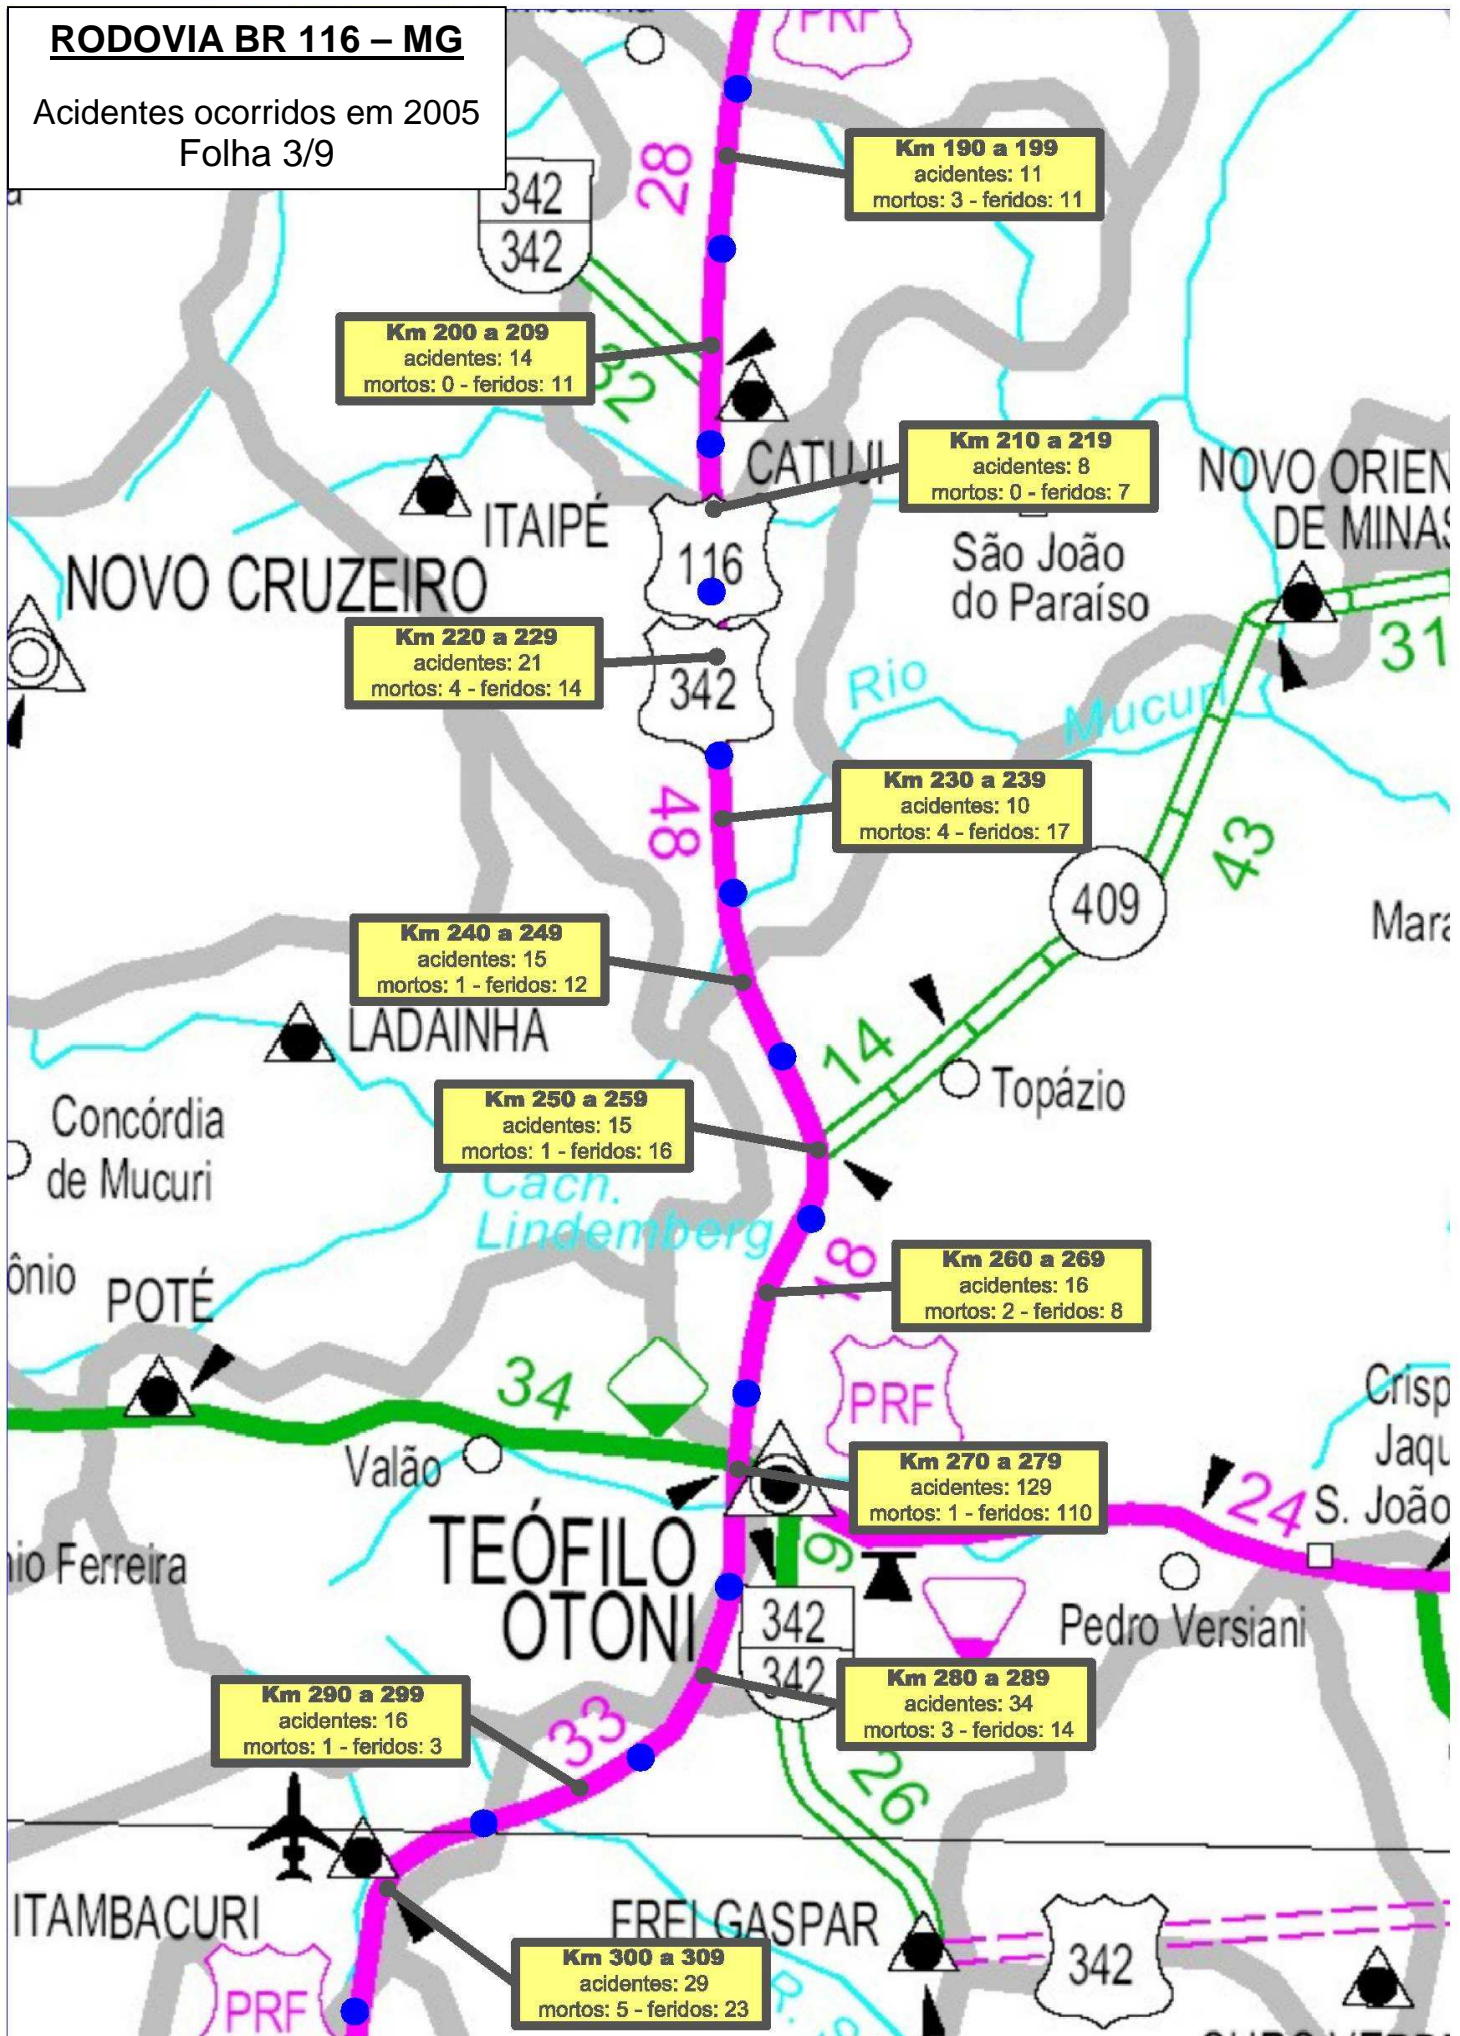 RODOVIA BR 116 – MG
Acidentes ocorridos em 2005
Folha 3/9
PRF
28
Km 190 a 199
acidentes: 11
mortos: 3 - feridos: 11
342
342
Km 200 a 209
acidentes: 14
mortos: 0 - feridos: 11
32
CATUJI
Km 210 a 219
acidentes: 8
mortos: 0 - feridos: 7
NOVO ORIEN
DE MINAS
ITAIPÉ
116
São João
do Paraíso
NOVO CRUZEIRO
31
Km 220 a 229
acidentes: 21
mortos: 4 - feridos: 14
342
Rio
Mucuri
48
Km 230 a 239
acidentes: 10
mortos: 4 - feridos: 17
43
409
Mara
Km 240 a 249
acidentes: 15
mortos: 1 - feridos: 12
LADAINHA
14
Topázio
Km 250 a 259
acidentes: 15
mortos: 1 - feridos: 16
Concórdia
de Mucuri
Cach.
Lindemberg
18
Km 260 a 269
acidentes: 16
mortos: 2 - feridos: 8
ônio
POTÉ
34
PRF
Crisp
Jaqu
Valão
Km 270 a 279
acidentes: 129
mortos: 1 - feridos: 110
24
S. João
TEÓFILO
OTONI
9
io Ferreira
342
342
Pedro Versiani
Km 280 a 289
acidentes: 34
mortos: 3 - feridos: 14
Km 290 a 299
acidentes: 16
mortos: 1 - feridos: 3
33
26
ITAMBACURI
FREI GASPAR
342
Km 300 a 309
acidentes: 29
mortos: 5 - feridos: 23
PRF
R. S